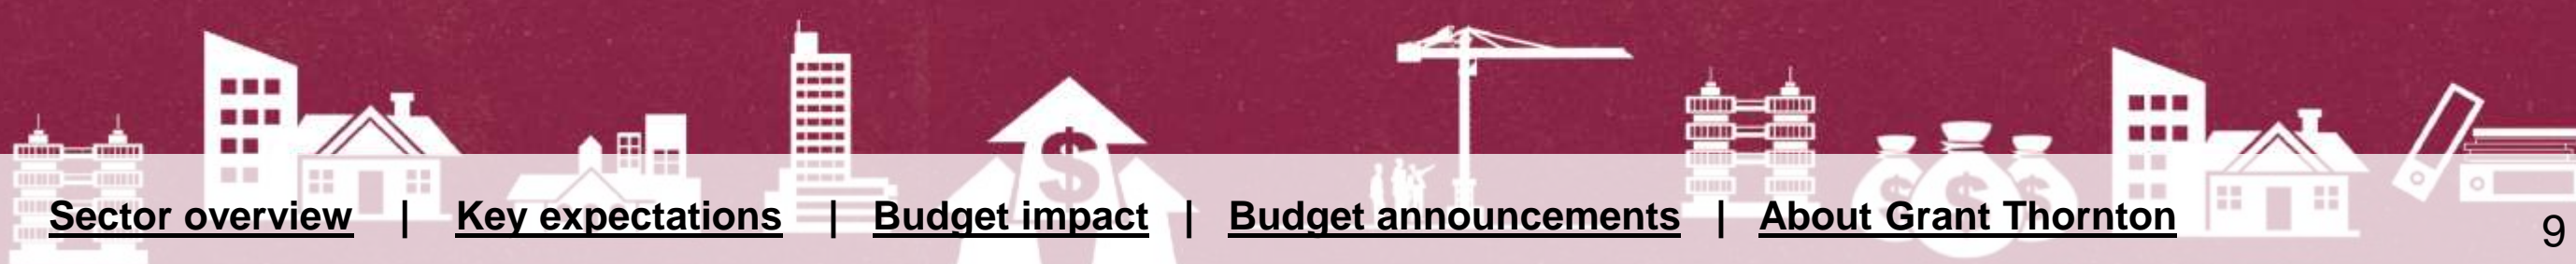 Sector overview | Key expectations | Budget impact | Budget announcements | About Grant Thornton 9